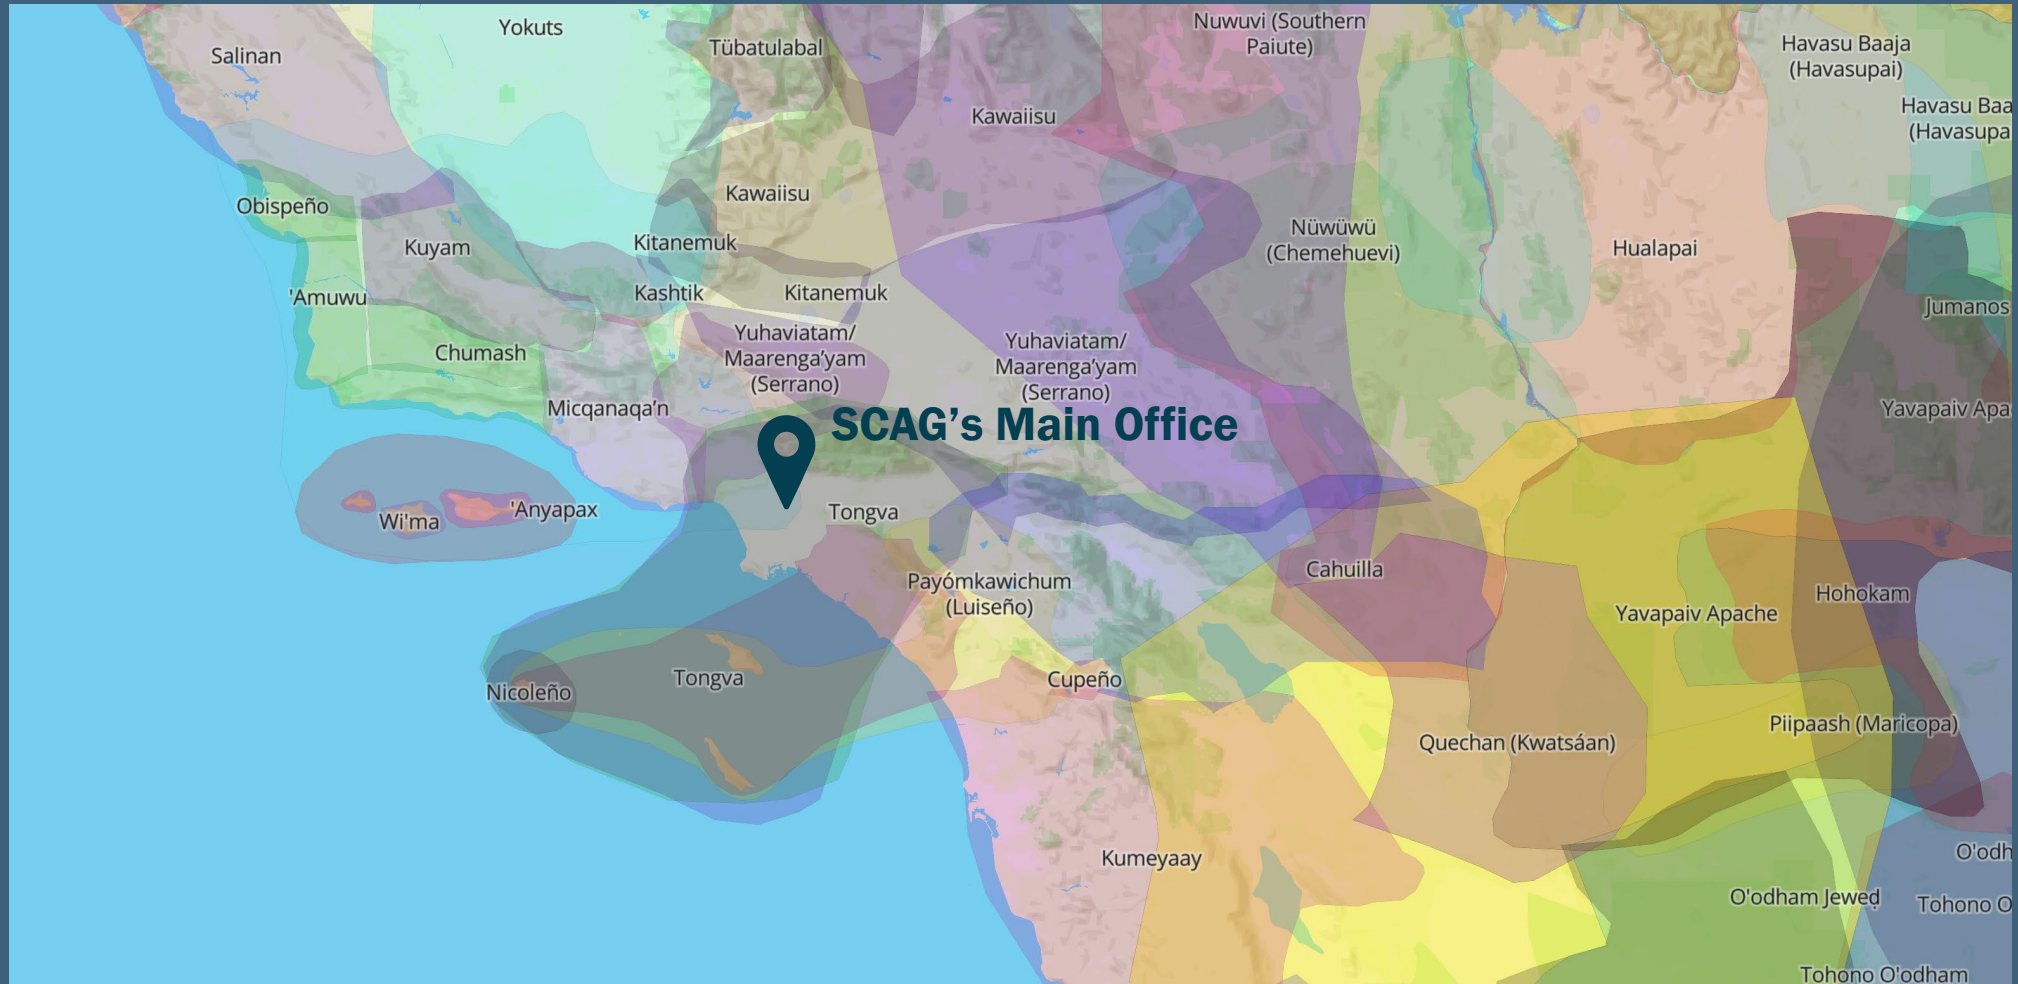 Yokuts
Salinan
Tübatulabal
Nuwuvi (Southern
Paiute)
Havasu Baaja
(Havasupai)
Havasu Baa
(Havasupa
Kawaiisu
Kawaiisu
Obispeño
Kuyam
Kitanemuk
Nüwüwü
(Chemehuevi)
Hualapai
'Amuwu
Kashtik
Kitanemuk
Jumanos
Yuhaviatam/
Maarenga'yam
(Serrano)
Yuhaviatam/
Maarenga'yam
(Serrano)
Chumash
Micqanaqa'n
Yavapaiv Apa
SCAG's Main Office
Wi'ma
'Anyapax
Tongva
Payómkawichum
(Luiseño)
Cahuilla
Hohokam
Yavapaiv Apache
Tongva
Nicoleño
Cupeño
Quechan (Kwatsáan)
Piipaash (Maricopa)
Kumeyaay
O'odh
O'odham Jeweḍ
Tohono O
Tohono O'odham